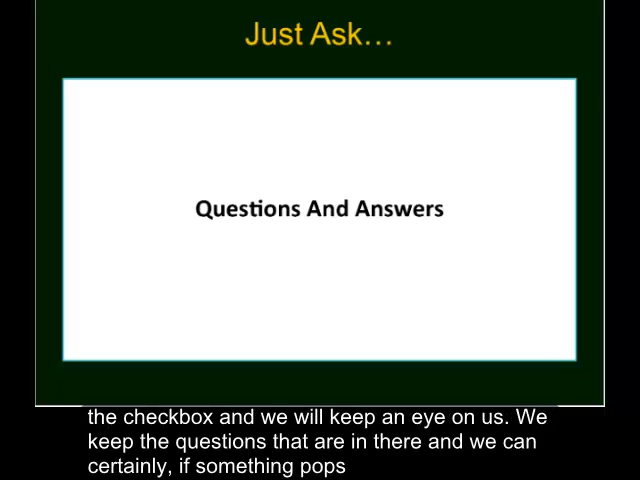 Just Ask…
Questions And Answers
the checkbox and we will keep an eye on us. We
keep the questions that are in there and we can
certainly, if something pops